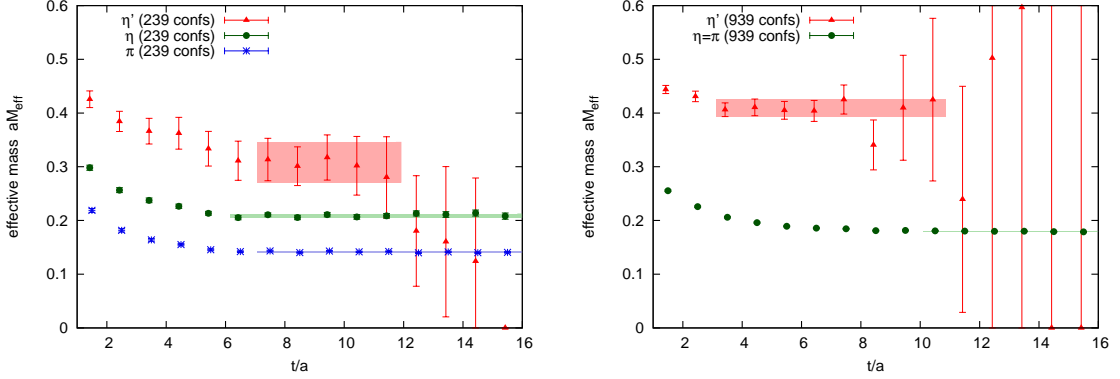 effective mass aM_eff
0.6
0.5
0.4
0.3
0.2
0.1
0
η' (239 confs)
η (239 confs)
π (239 confs)
2 4 6 8 10 12 14 16
t/a
effective mass aM_eff
0.6
0.5
0.4
0.3
0.2
0.1
0
η' (939 confs)
η=π (939 confs)
2 4 6 8 10 12 14 16
t/a